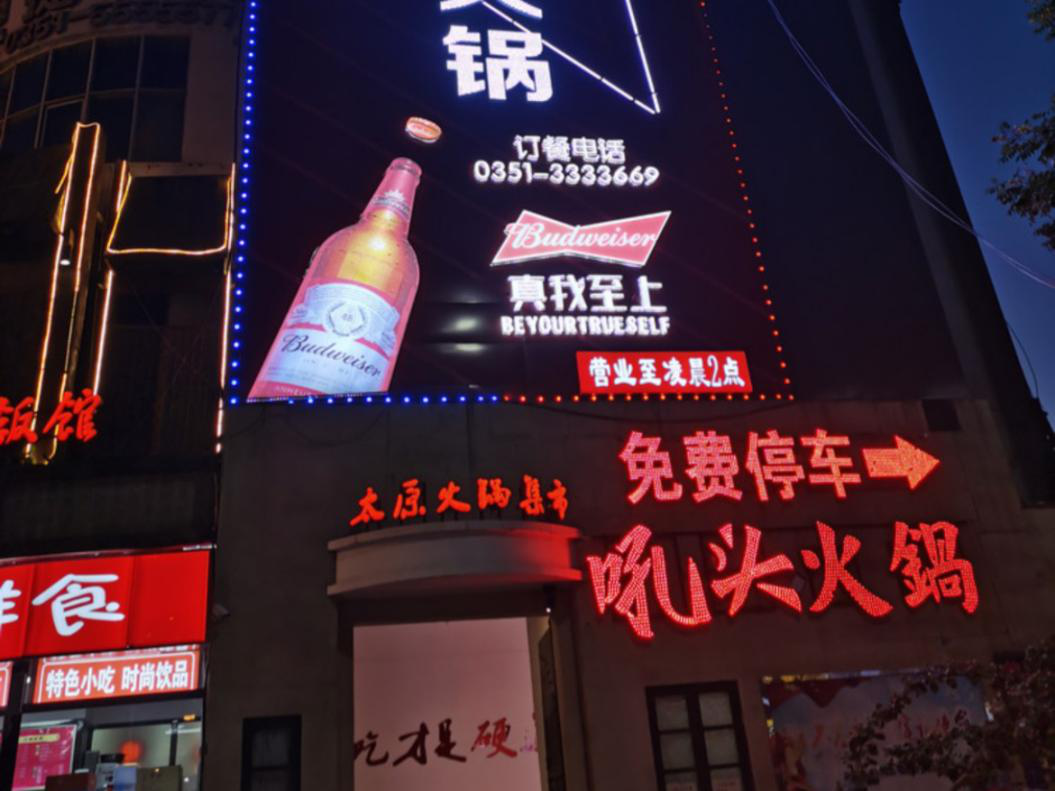 锅
订餐电话
0351-3333669
Budweiser
真我至上
BEYOURTRUESELF
Budweiser
营业至凌晨2点
饭馆
免费停车
太原火锅集市
吼头火鍋
洋食
特色小吃 时尚饮品
吃才是硬